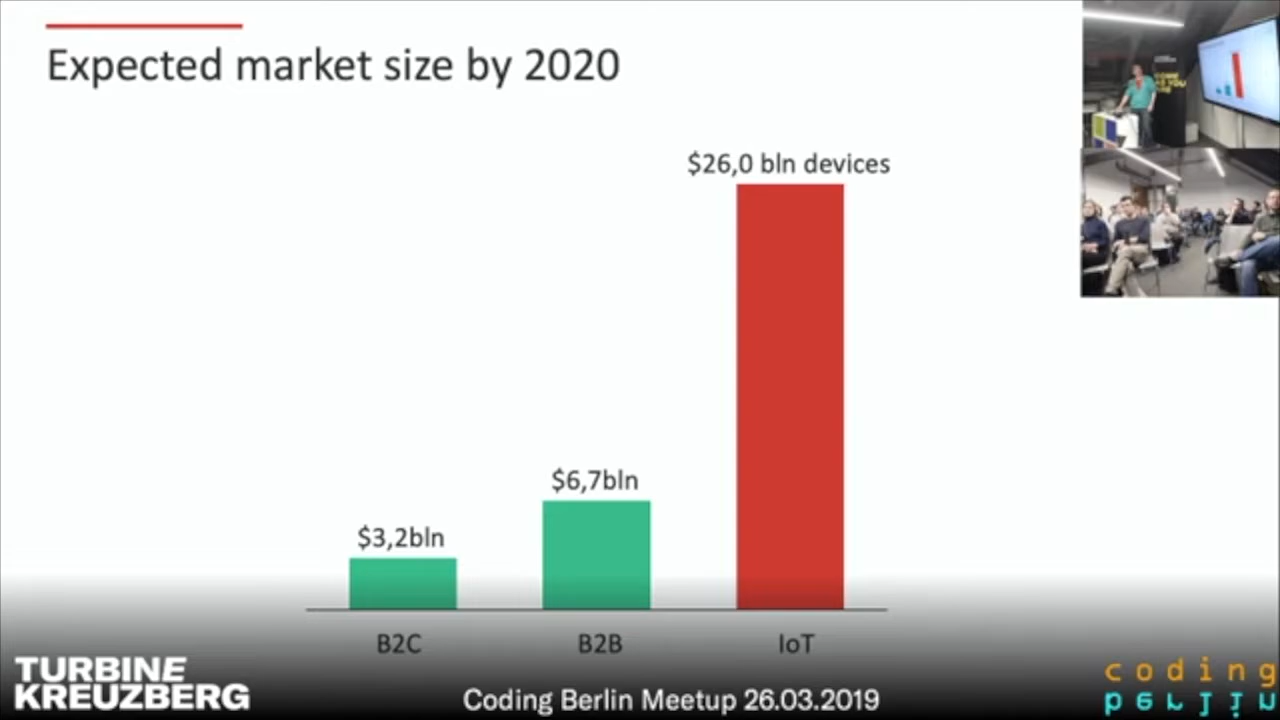 Expected market size by 2020
$26,0 bln devices
$6,7bln
$3,2bln
B2C
B2B
IoT
TURBINE
KREUZBERG
Coding Berlin Meetup 26.03.2019
coding